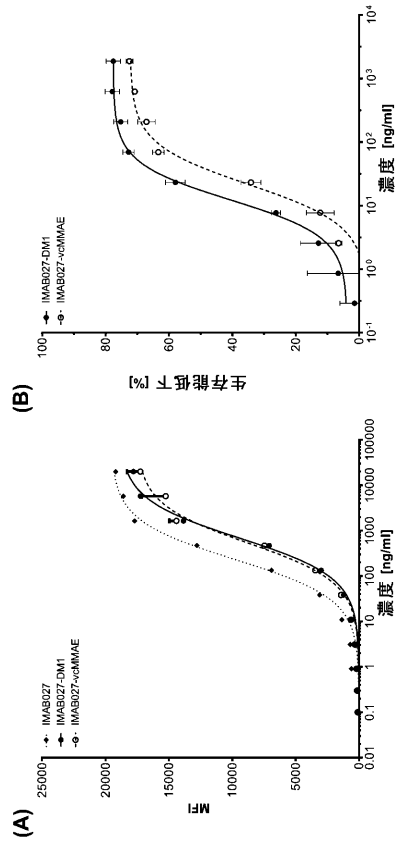 (A)
IMAB027
IMAB027-DM1
IMAB027-vcMMAE
MFI
25000
20000
15000
10000
5000
0
0.01
0.1
1
10
100
1000
10000
100000
濃度 [ng/ml]
(B)
IMAB027-DM1
IMAB027-vcMMAE
生存能低下 [%]
100
80
60
40
20
0
10-1
100
101
102
103
104
濃度 [ng/ml]